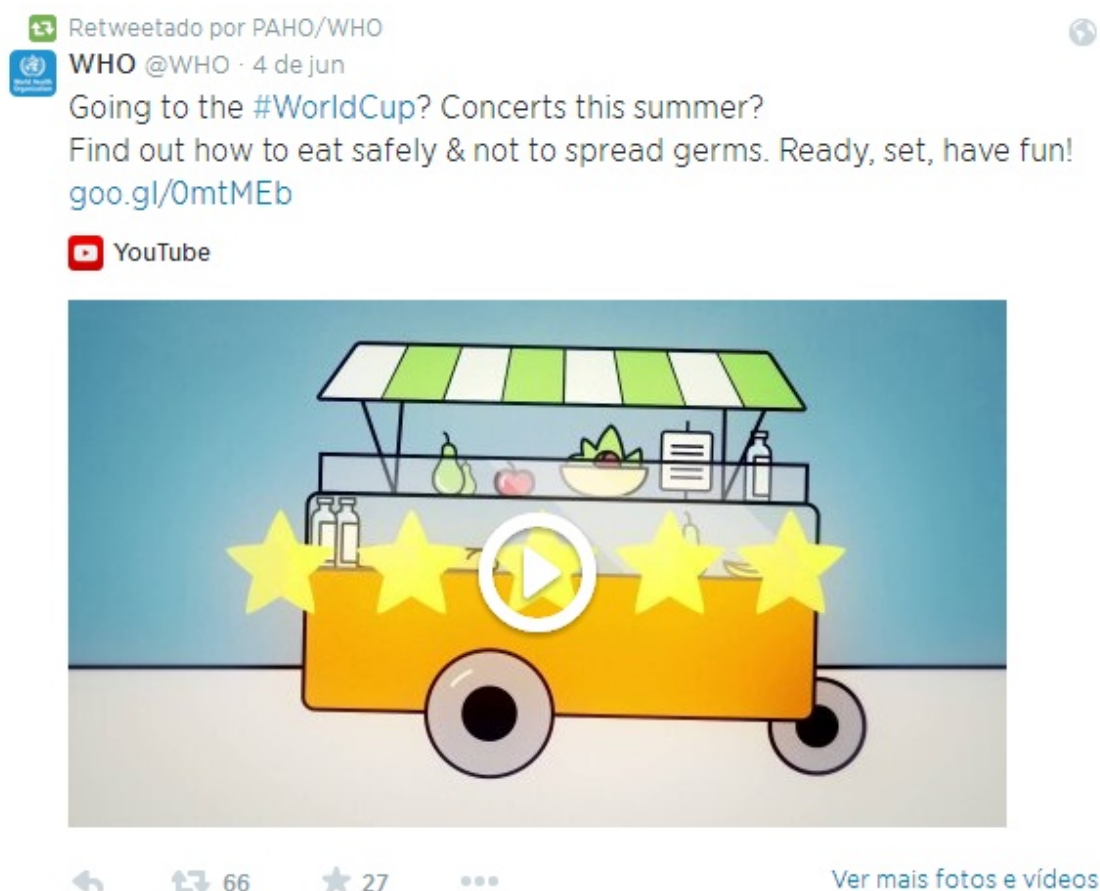 Retweetado por PAHO/WHO
WHO @WHO · 4 de jun
Going to the #WorldCup? Concerts this summer?
Find out how to eat safely & not to spread germs. Ready, set, have fun!
goo.gl/0mtMEb
YouTube
66 27 Ver mais fotos e vídeos